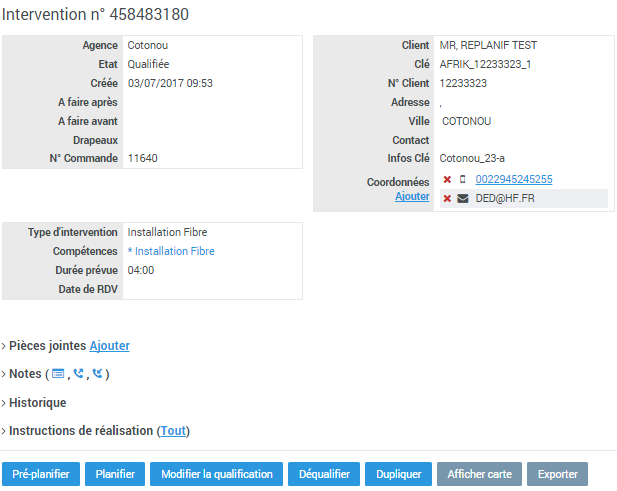 Intervention n° 458483180
Agence Cotonou
Etat Qualifiée
Créée 03/07/2017 09:53
A faire après
A faire avant
Drapeaux
N° Commande 11640
Client MR, REPLANIF TEST
Clé AFRIK_12233323_1
N° Client 12233323
Adresse ,
Ville COTONOU
Contact
Infos Clé Cotonou_23-a
Coordonnées 0022945245255
Ajouter DED@HF.FR
Type d'intervention Installation Fibre
Compétences * Installation Fibre
Durée prévue 04:00
Date de RDV
› Pièces jointes Ajouter
› Notes ( , , )
› Historique
› Instructions de réalisation (Tout)
Pré-planifier Planifier Modifier la qualification Déqualifier Dupliquer Afficher carte Exporter